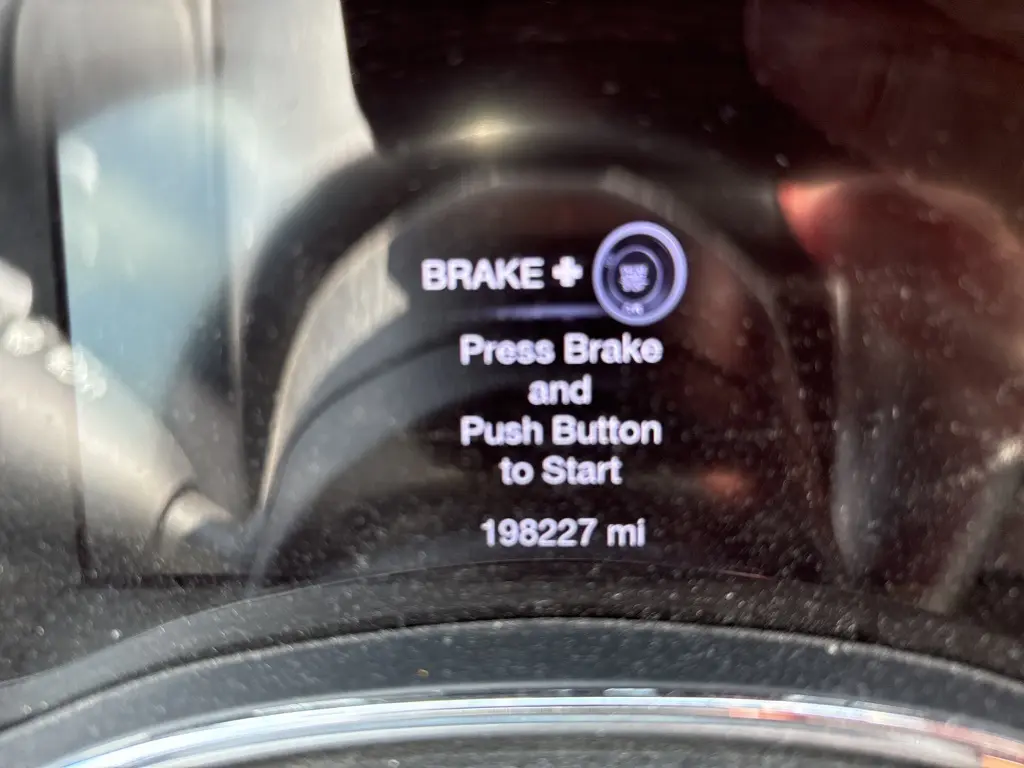 BRAKE +
Press Brake
and
Push Button
to Start
198227 mi